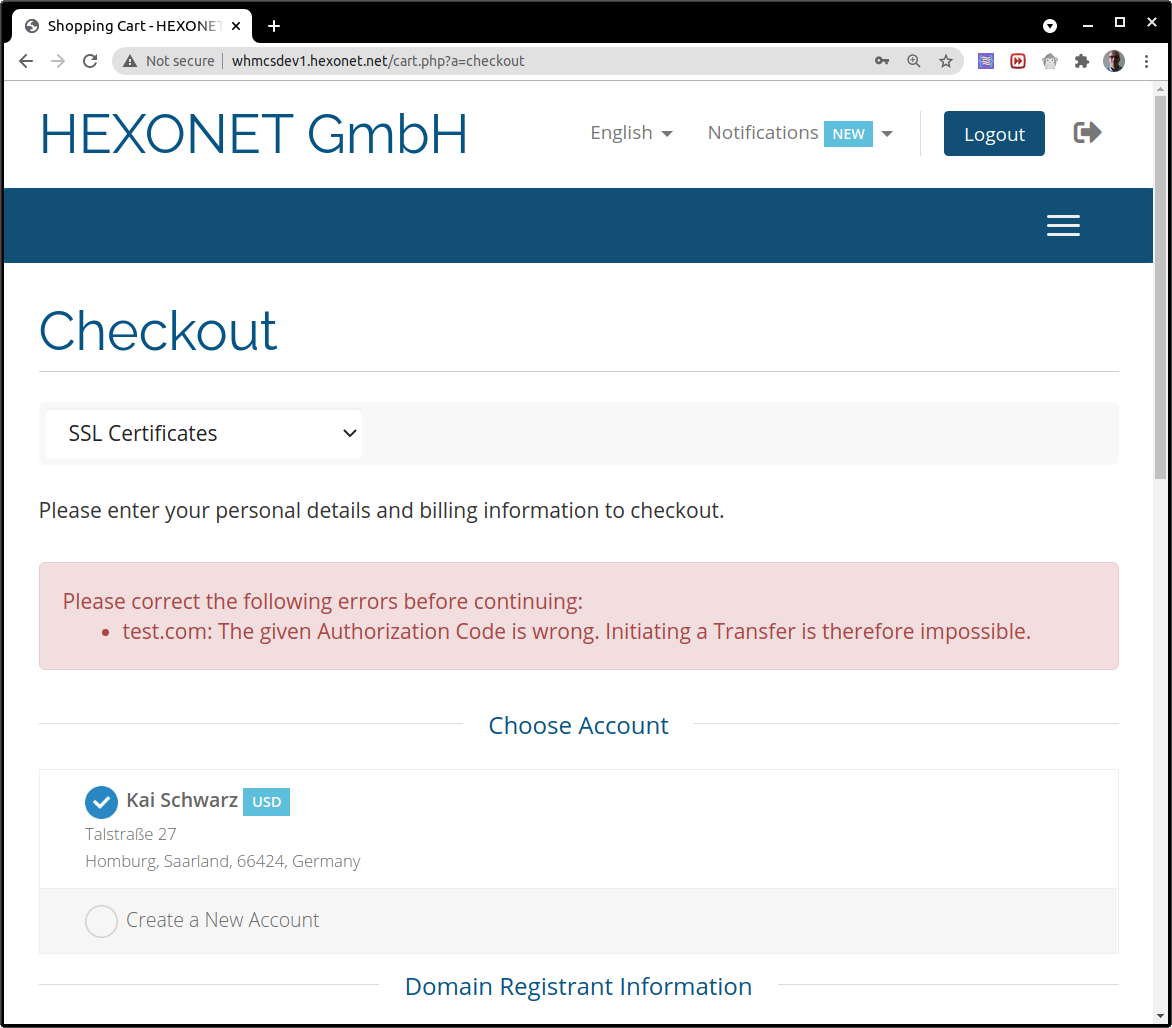 Shopping Cart - HEXONET
Not secure whmcsdev1.hexonet.net/cart.php?a=checkout
HEXONET GmbH
English Notifications NEW Logout
Checkout
SSL Certificates
Please enter your personal details and billing information to checkout.
Please correct the following errors before continuing:
• test.com: The given Authorization Code is wrong. Initiating a Transfer is therefore impossible.
Choose Account
Kai Schwarz USD
Talstraße 27
Homburg, Saarland, 66424, Germany
Create a New Account
Domain Registrant Information